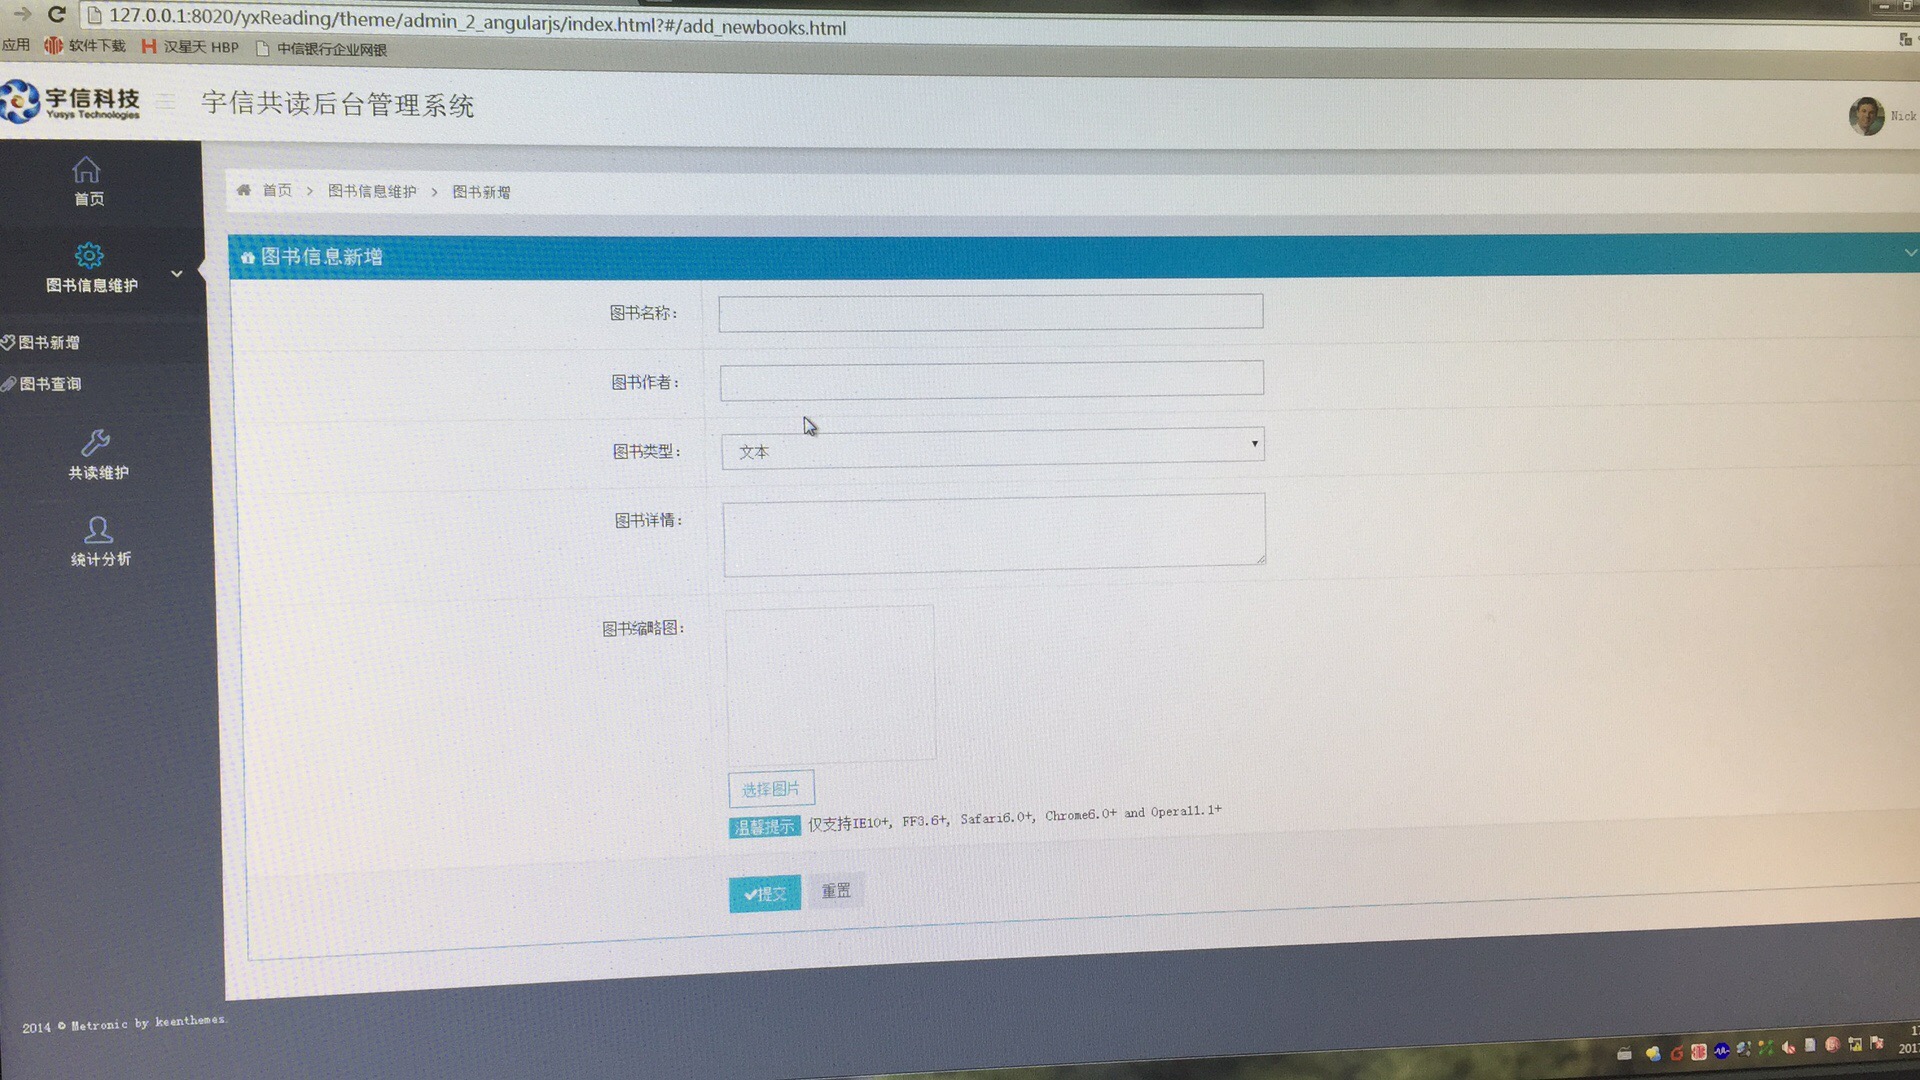 127.0.0.1:8020/yxReading/theme/admin_2_angularjs/index.html?#/add_newbooks.html
应用 软件下载 汉星天 HBP 中信银行企业网银
宇信科技
Yusys Technologies
宇信共读后台管理系统
Nick
首页
图书信息维护
图书新增
图书查询
共读维护
统计分析
首页 > 图书信息维护 > 图书新增
图书信息新增
图书名称：
图书作者：
图书类型： 文本
图书详情：
图书缩略图：
选择图片
温馨提示 仅支持IE10+, FF3.6+, Safari6.0+, Chrome6.0+ and Opera11.1+
提交 重置
2014 © Metronic by keenthemes.
17
2017